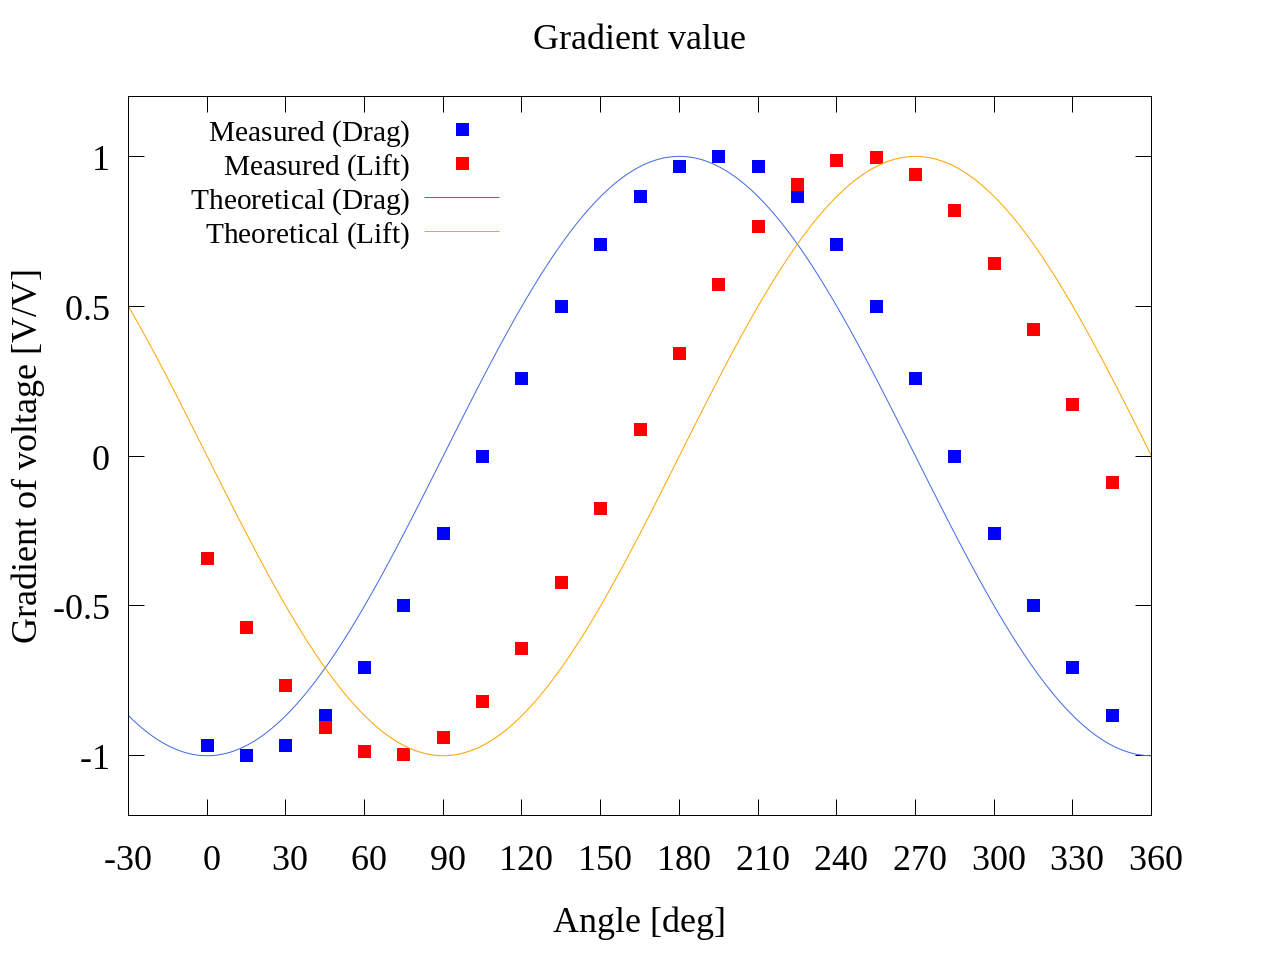 Gradient value
Measured (Drag)
Measured (Lift)
Theoretical (Drag)
Theoretical (Lift)
1
0.5
0
-0.5
-1
Gradient of voltage [V/V]
-30 0 30 60 90 120 150 180 210 240 270 300 330 360
Angle [deg]